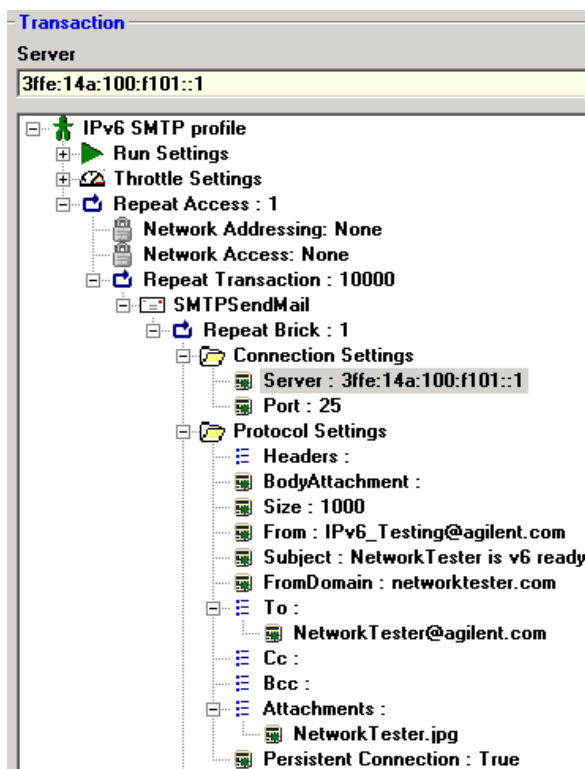 Transaction
Server
3ffe:14a:100:f101::1
IPv6 SMTP profile
Run Settings
Throttle Settings
Repeat Access : 1
Network Addressing: None
Network Access: None
Repeat Transaction : 10000
SMTPSendMail
Repeat Brick : 1
Connection Settings
Server : 3ffe:14a:100:f101::1
Port : 25
Protocol Settings
Headers :
BodyAttachment :
Size : 1000
From : IPv6_Testing@agilent.com
Subject : NetworkTester is v6 ready
FromDomain : networktester.com
To :
NetworkTester@agilent.com
Cc :
Bcc :
Attachments :
NetworkTester.jpg
Persistent Connection : True